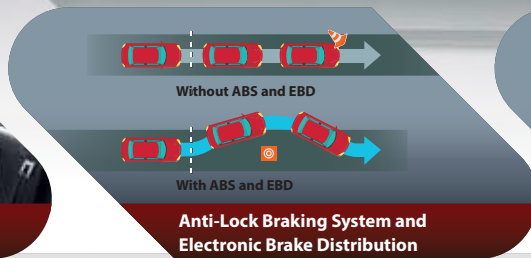 Without ABS and EBD
With ABS and EBD
Anti-Lock Braking System and
Electronic Brake Distribution